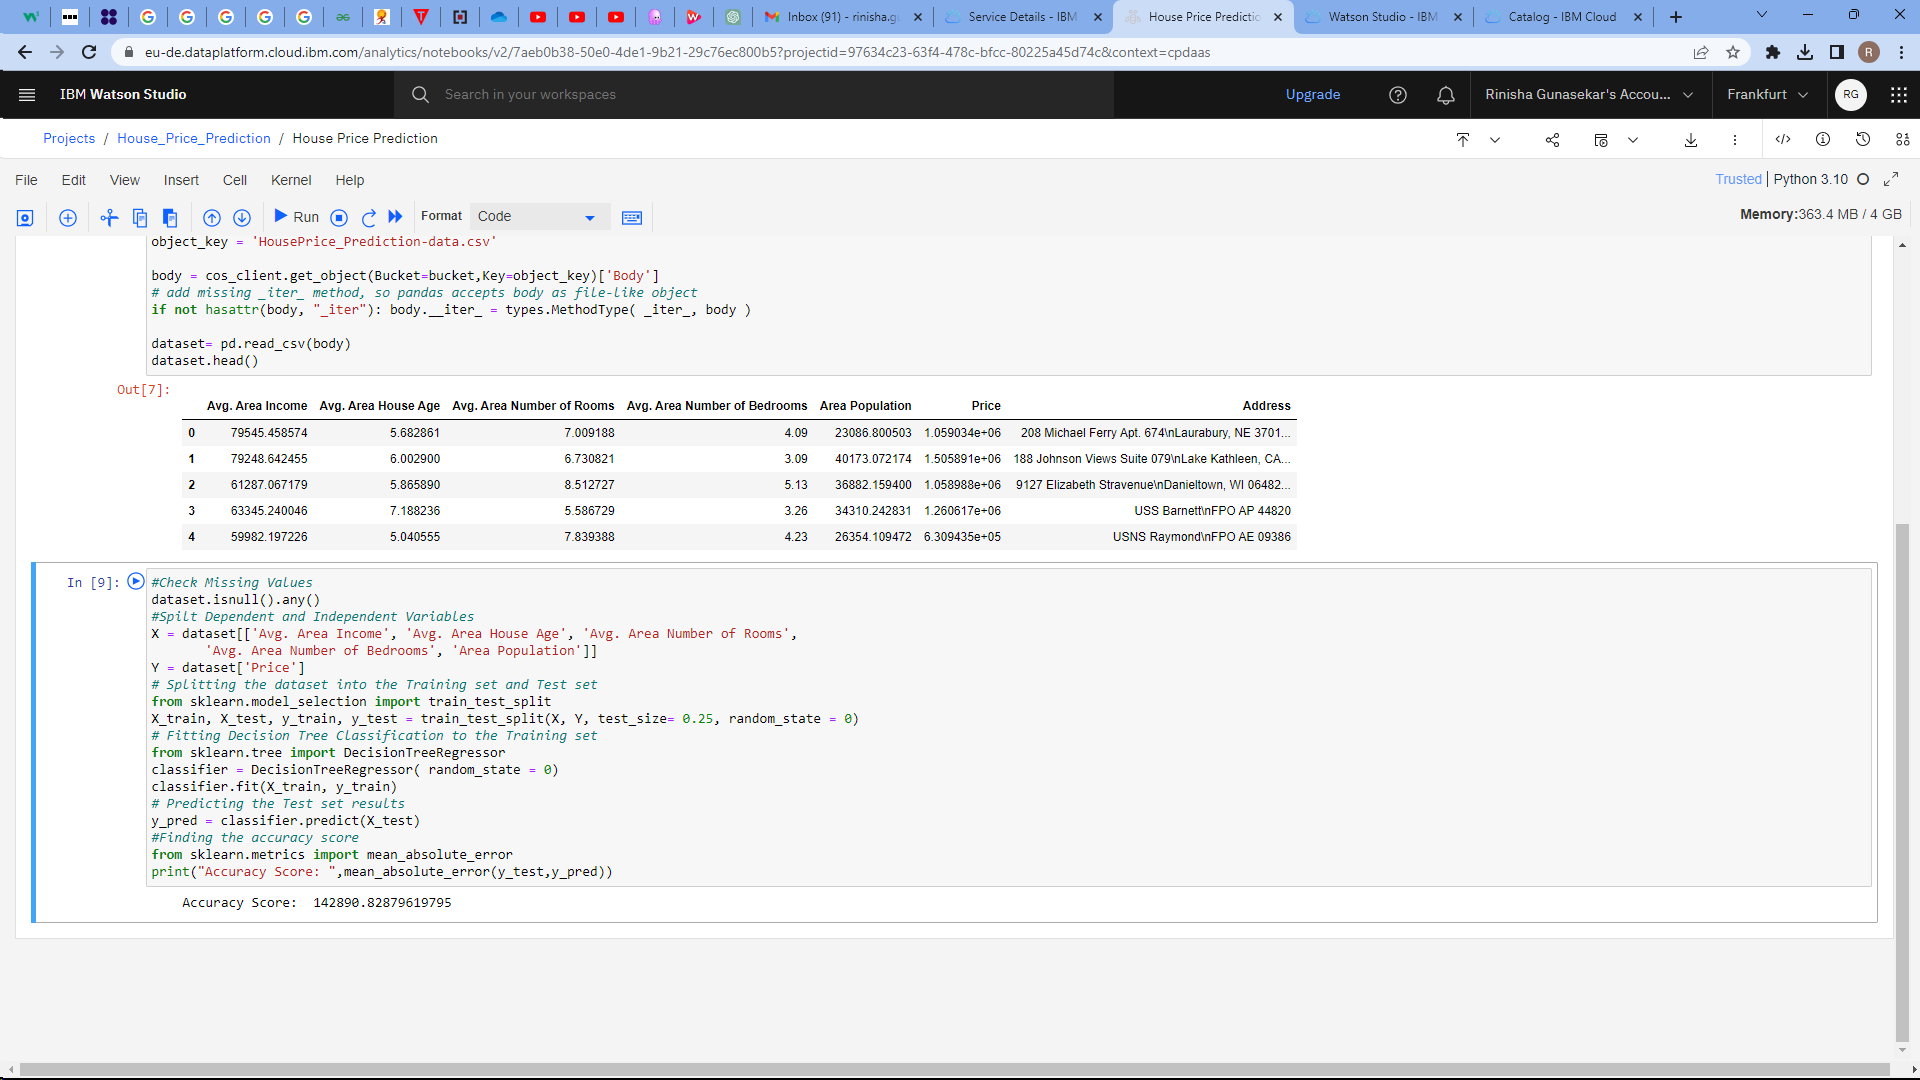 Inbox (91) - rinisha.g
Service Details - IBM
House Price Predictio
Watson Studio - IBM
Catalog - IBM Cloud
eu-de.dataplatform.cloud.ibm.com/analytics/notebooks/v2/7aeb0b38-50e0-4de1-9b21-29c76ec800b5?projectid=97634c23-63f4-478c-bfcc-80225a45d74c&context=cpdaas
R
IBM Watson Studio
Search in your workspaces
Upgrade
Rinisha Gunasekar's Accou...
Frankfurt
RG
Projects / House_Price_Prediction / House Price Prediction
File Edit View Insert Cell Kernel Help
Trusted | Python 3.10
Run
Format
Code
Memory:363.4 MB / 4 GB
object_key = 'HousePrice_Prediction-data.csv'
body = cos_client.get_object(Bucket=bucket,Key=object_key)['Body']
# add missing _iter_ method, so pandas accepts body as file-like object
if not hasattr(body, "_iter"): body.__iter_ = types.MethodType( _iter_, body )
dataset= pd.read_csv(body)
dataset.head()
Out[7]:
Avg. Area Income Avg. Area House Age Avg. Area Number of Rooms Avg. Area Number of Bedrooms Area Population Price Address
0 79545.458574 5.682861 7.009188 4.09 23086.800503 1.059034e+06 208 Michael Ferry Apt. 674\nLaurabury, NE 3701...
1 79248.642455 6.002900 6.730821 3.09 40173.072174 1.505891e+06 188 Johnson Views Suite 079\nLake Kathleen, CA...
2 61287.067179 5.865890 8.512727 5.13 36882.159400 1.058988e+06 9127 Elizabeth Stravenue\nDanieltown, WI 06482...
3 63345.240046 7.188236 5.586729 3.26 34310.242831 1.260617e+06 USS Barnett\nFPO AP 44820
4 59982.197226 5.040555 7.839388 4.23 26354.109472 6.309435e+05 USNS Raymond\nFPO AE 09386
In [9]:
#Check Missing Values
dataset.isnull().any()
#Spilt Dependent and Independent Variables
X = dataset[['Avg. Area Income', 'Avg. Area House Age', 'Avg. Area Number of Rooms',
'Avg. Area Number of Bedrooms', 'Area Population']]
Y = dataset['Price']
# Splitting the dataset into the Training set and Test set
from sklearn.model_selection import train_test_split
X_train, X_test, y_train, y_test = train_test_split(X, Y, test_size= 0.25, random_state = 0)
# Fitting Decision Tree Classification to the Training set
from sklearn.tree import DecisionTreeRegressor
classifier = DecisionTreeRegressor( random_state = 0)
classifier.fit(X_train, y_train)
# Predicting the Test set results
y_pred = classifier.predict(X_test)
#Finding the accuracy score
from sklearn.metrics import mean_absolute_error
print("Accuracy Score: ",mean_absolute_error(y_test,y_pred))
Accuracy Score:  142890.82879619795